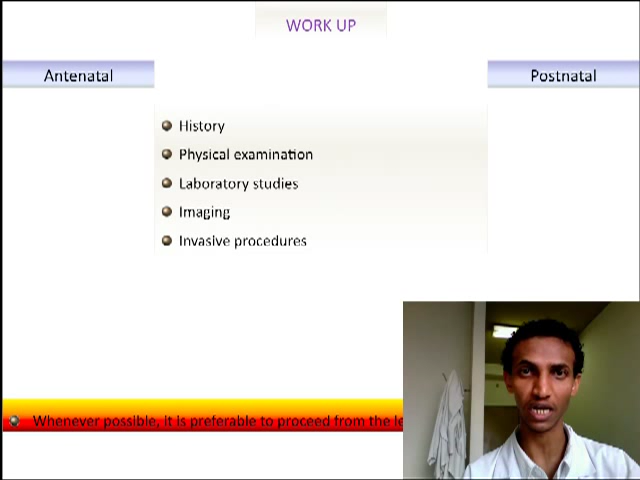 WORK UP
Antenatal
Postnatal
History
Physical examination
Laboratory studies
Imaging
Invasive procedures
Whenever possible, it is preferable to proceed from the